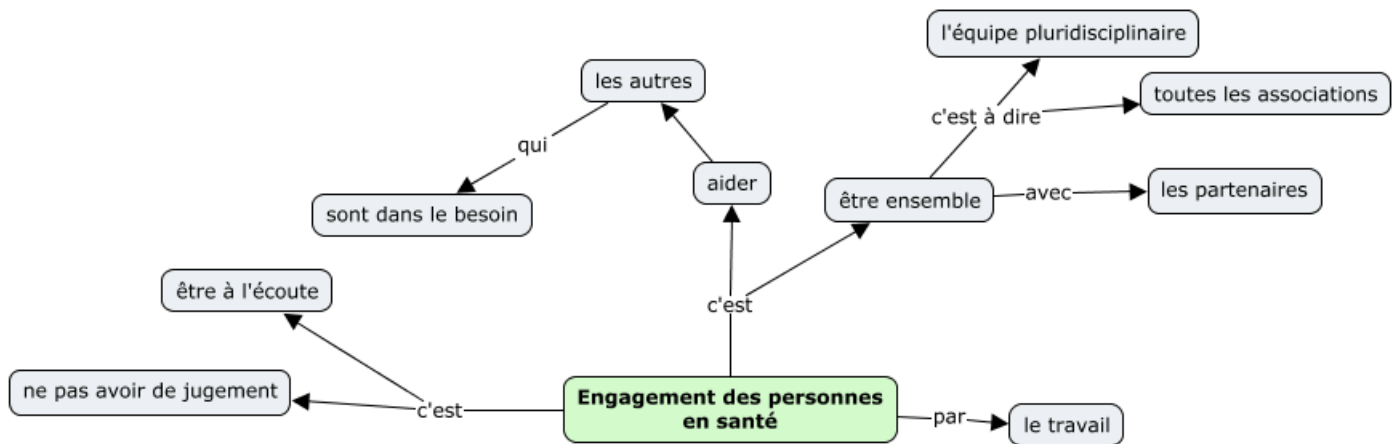 l'équipe pluridisciplinaire
les autres
toutes les associations
c'est à dire
qui
aider
être ensemble
avec
les partenaires
sont dans le besoin
être à l'écoute
c'est
ne pas avoir de jugement
c'est
Engagement des personnes
en santé
par
le travail